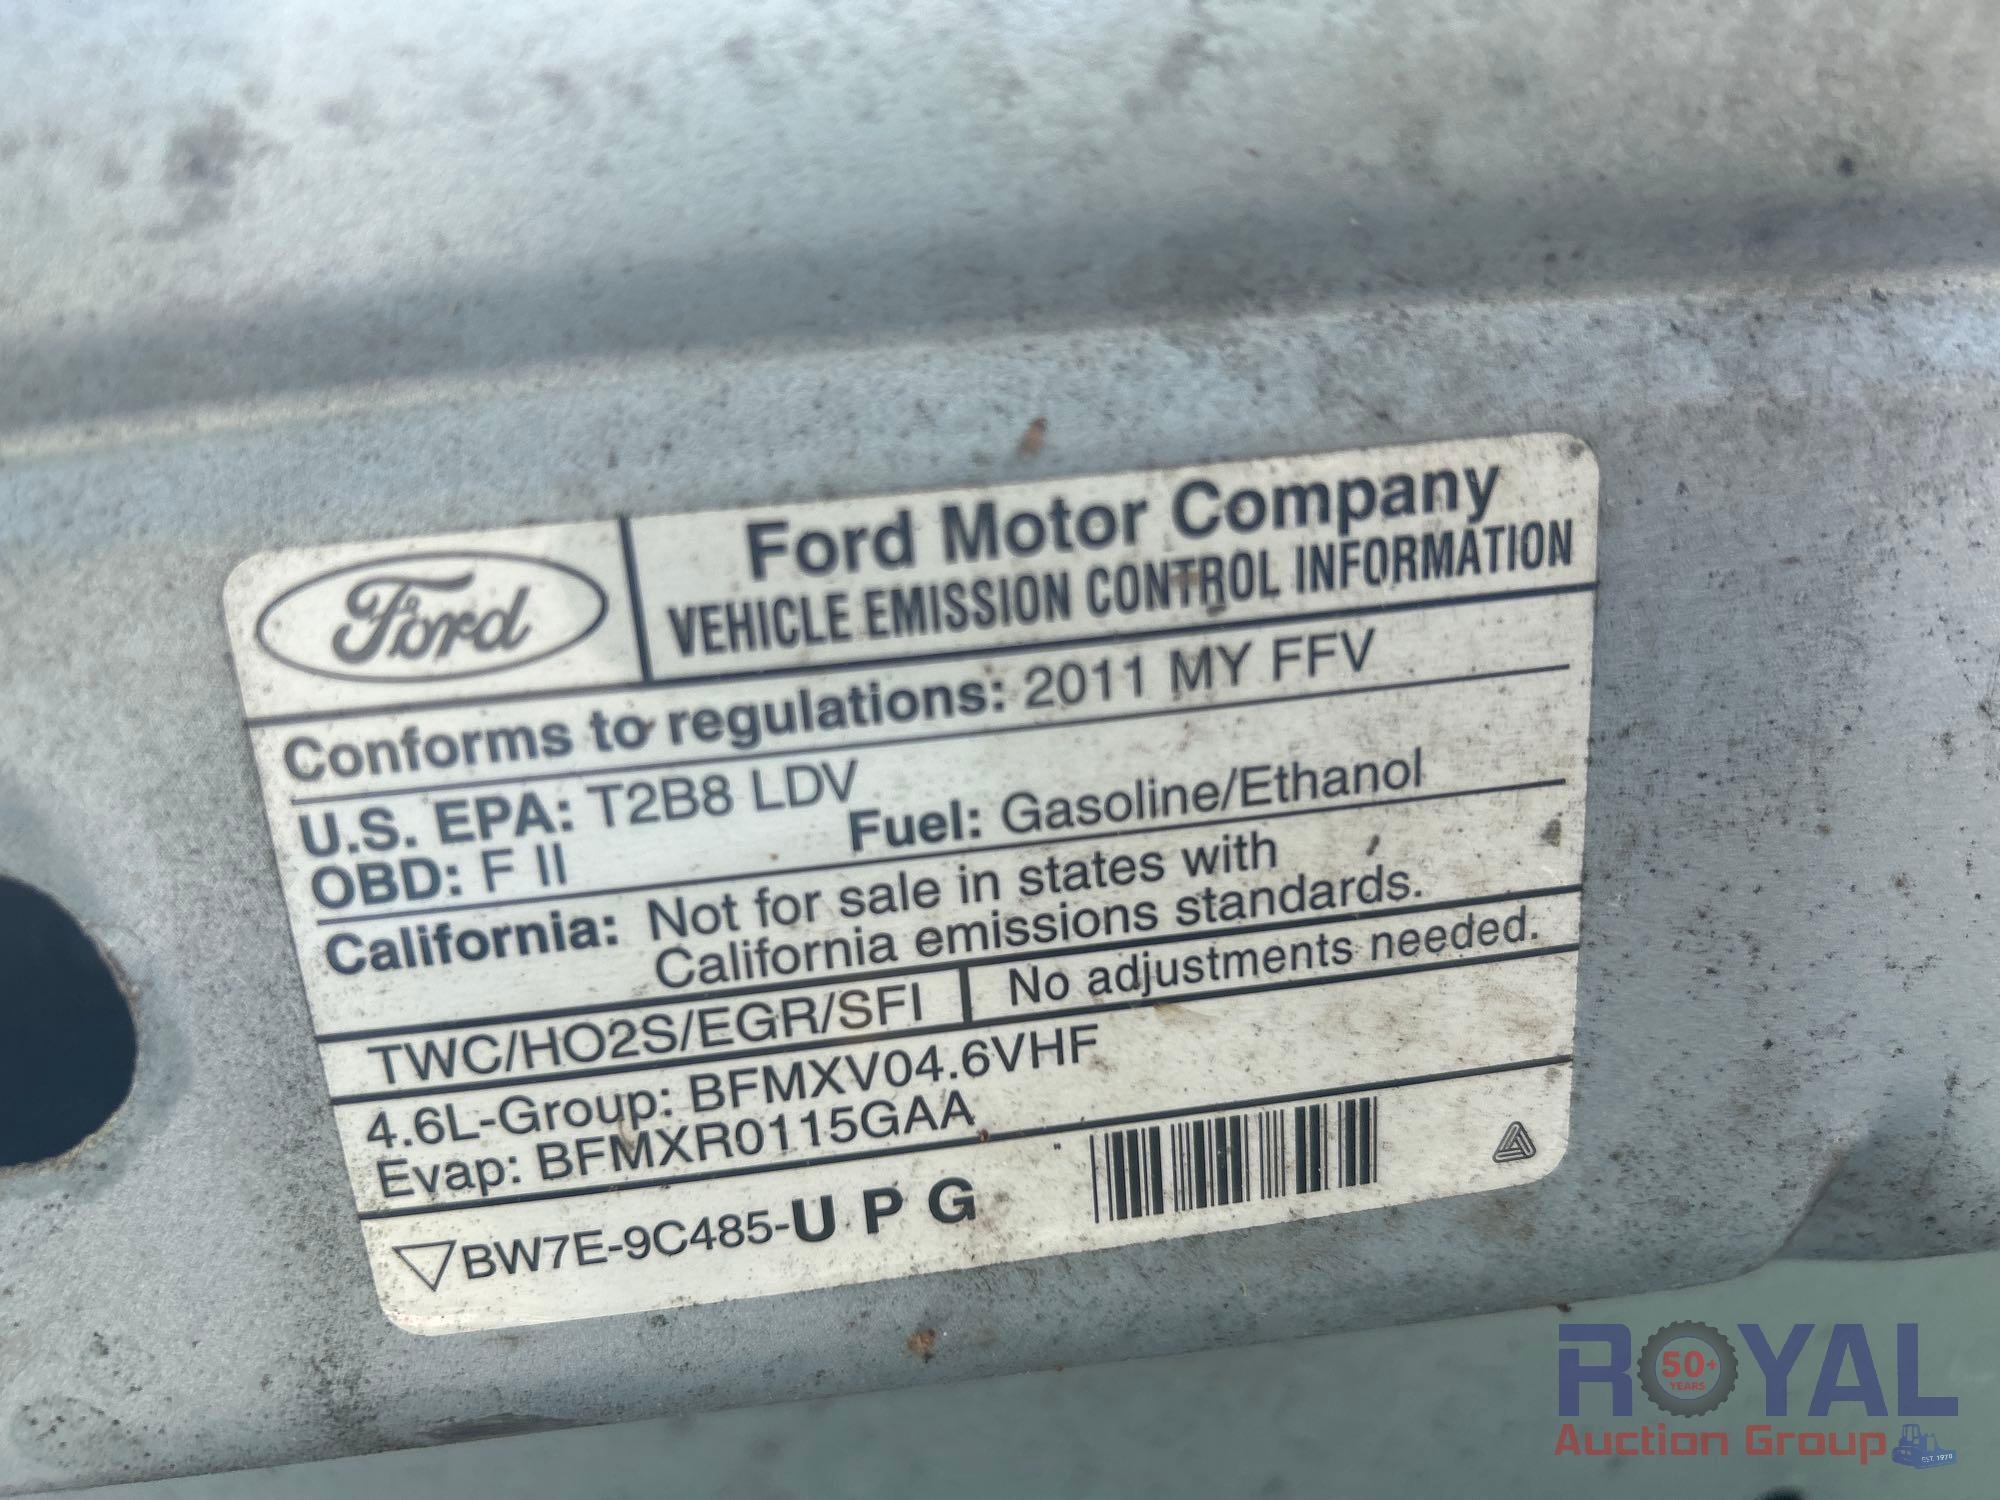 Ford
Ford Motor Company
VEHICLE EMISSION CONTROL INFORMATION
Conforms to regulations: 2011 MY FFV
U.S. EPA: T2B8 LDV
OBD: F II
Fuel: Gasoline/Ethanol
California: Not for sale in states with
California emissions standards.
TWC/HO2S/EGR/SFI
No adjustments needed.
4.6L-Group: BFMXV04.6VHF
Evap: BFMXR0115GAA
BW7E-9C485-U P G
ROYAL
50+
YEARS
Auction Group
EST. 1970